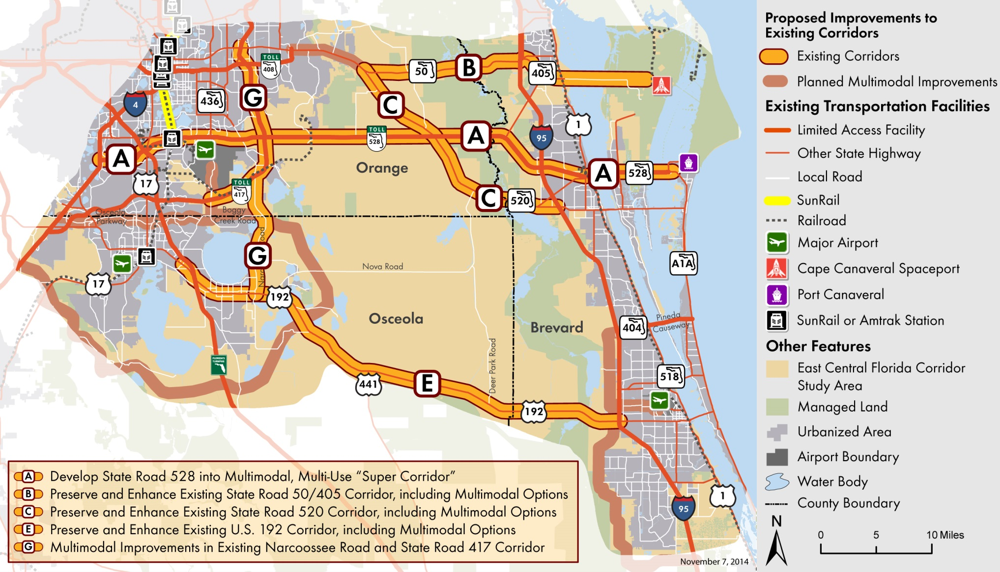 TOLL
408
50
B
405
4
436
G
C
1
A
TOLL
528
95
A
Orange
A
528
17
TOLL
417
C
520
Osceola
Parkway
Boggy
Creek Road
G
Nova Road
A1A
17
192
Osceola
Brevard
404
Pineda
Causeway
FLORIDA'S
TURNPIKE
441
E
Deer Park Road
518
192
1
95
A Develop State Road 528 into Multimodal, Multi-Use “Super Corridor”
B Preserve and Enhance Existing State Road 50/405 Corridor, including Multimodal Options
C Preserve and Enhance Existing State Road 520 Corridor, including Multimodal Options
E Preserve and Enhance Existing U.S. 192 Corridor, including Multimodal Options
G Multimodal Improvements in Existing Narcoossee Road and State Road 417 Corridor
November 7, 2014
Proposed Improvements to
Existing Corridors
Existing Corridors
Planned Multimodal Improvements
Existing Transportation Facilities
Limited Access Facility
Other State Highway
Local Road
SunRail
Railroad
Major Airport
Cape Canaveral Spaceport
Port Canaveral
SunRail or Amtrak Station
Other Features
East Central Florida Corridor
Study Area
Managed Land
Urbanized Area
Airport Boundary
Water Body
County Boundary
N
0 5 10 Miles